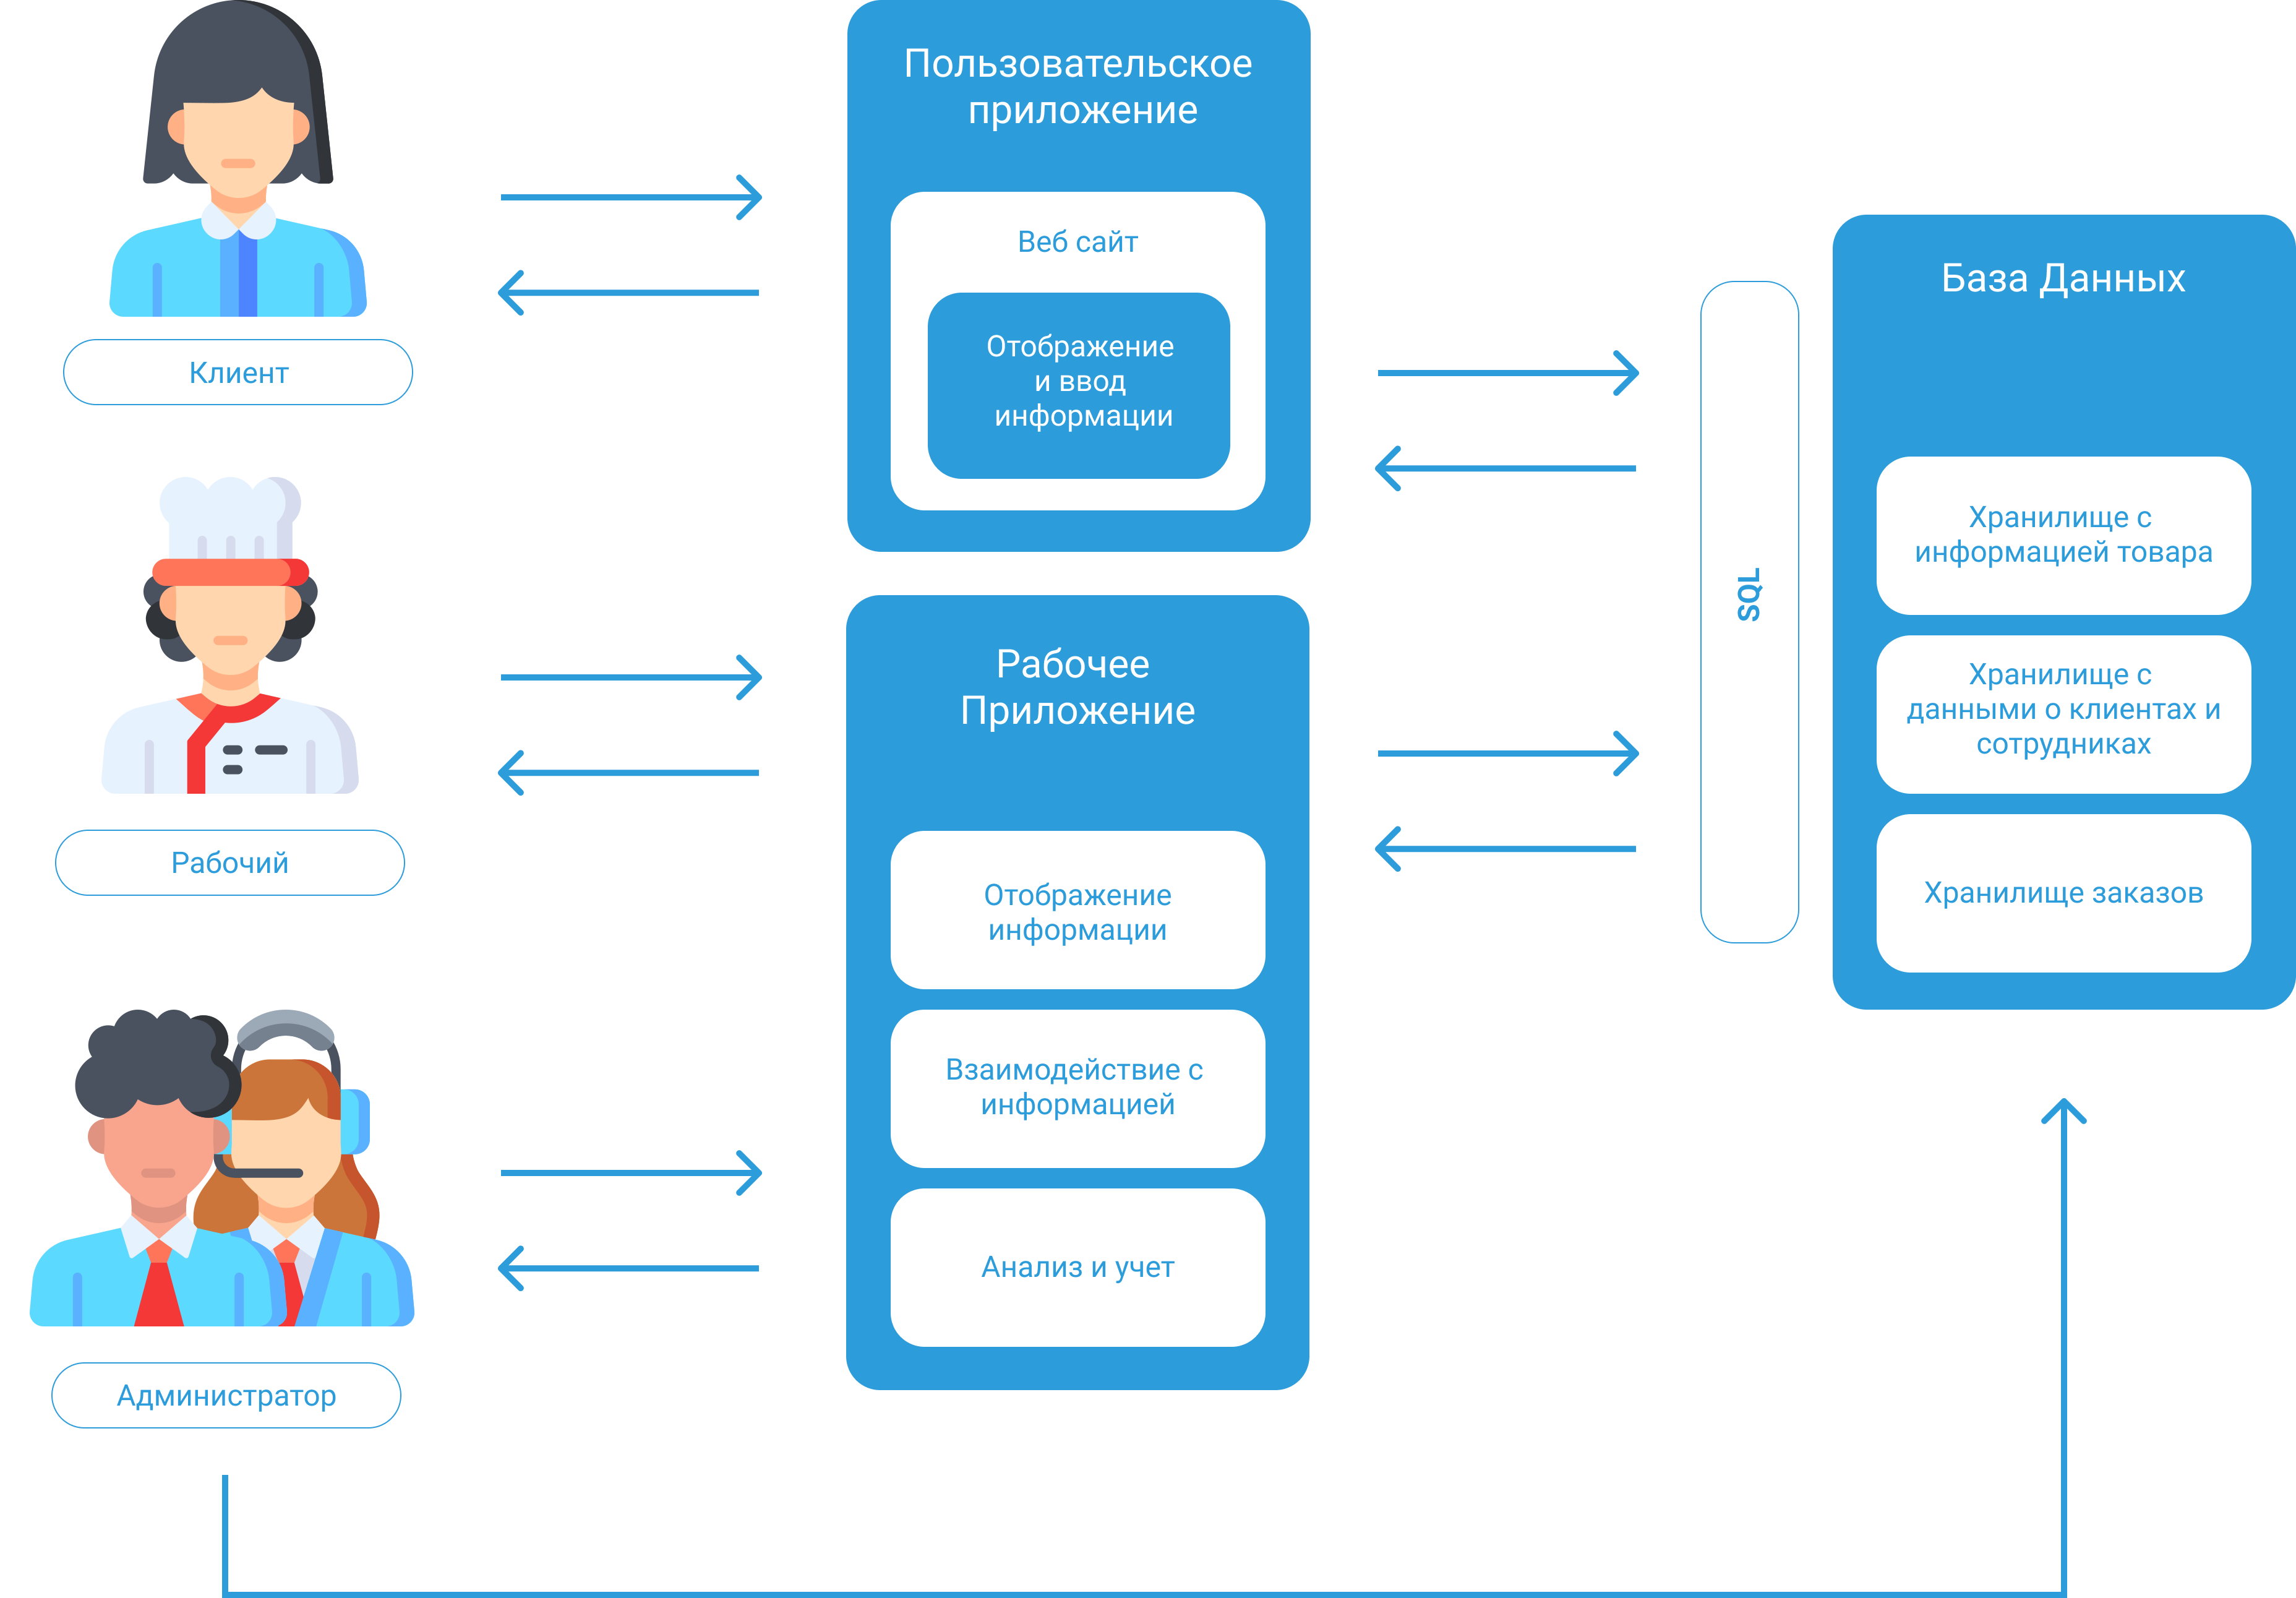 Клиент
Рабочий
Администратор
Пользовательское
приложение
Веб сайт
Отображение
и ввод
информации
Рабочее
Приложение
Отображение
информации
Взаимодействие с
информацией
Анализ и учет
SQL
База Данных
Хранилище с
информацией товара
Хранилище с
данными о клиентах и
сотрудниках
Хранилище заказов